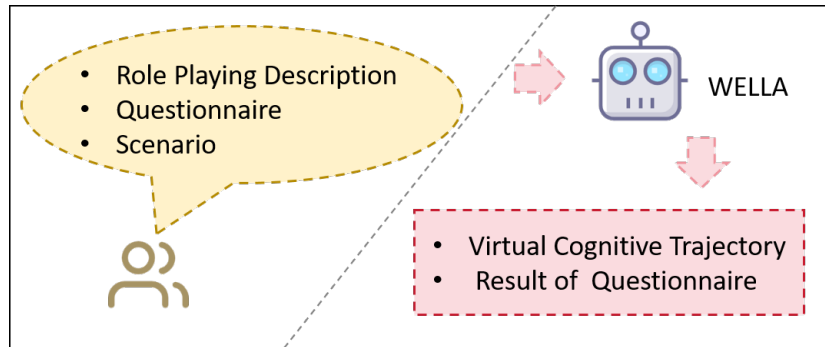 • Role Playing Description
• Questionnaire
• Scenario
WELLA
• Virtual Cognitive Trajectory
• Result of Questionnaire